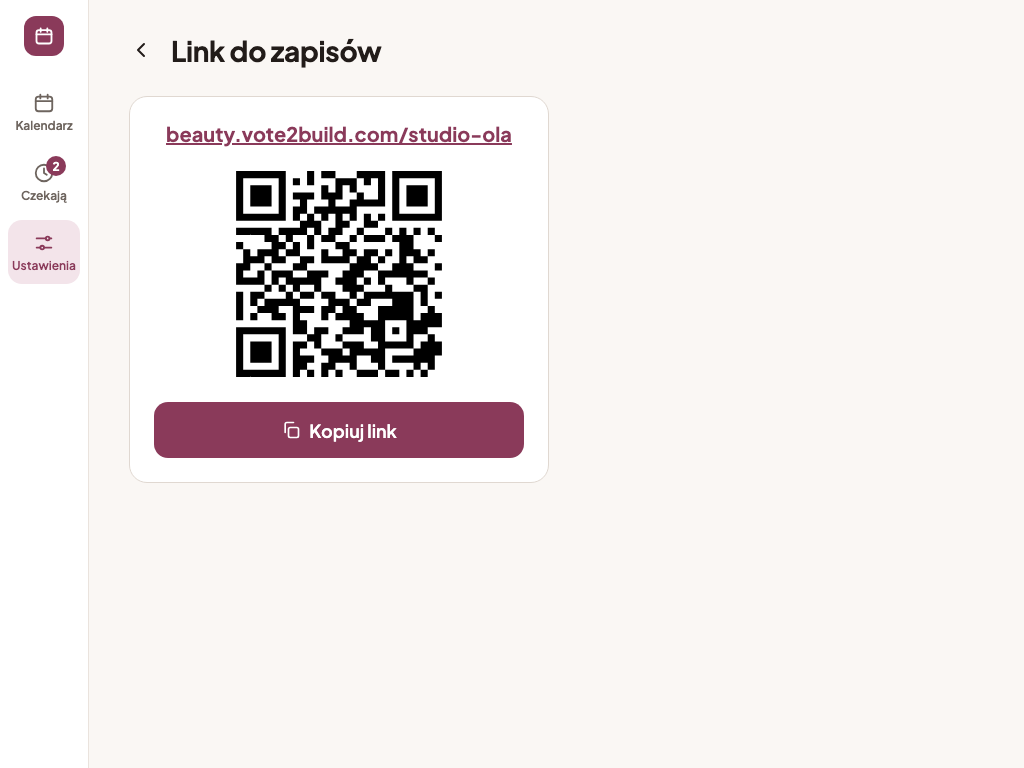 Link do zapisów
Kalendarz
2
Czekają
Ustawienia
beauty.vote2build.com/studio-ola
Kopiuj link